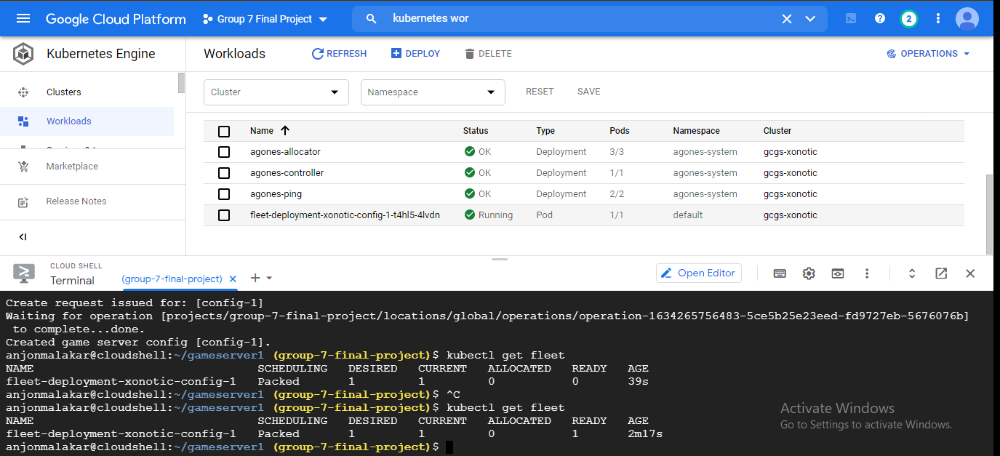 Google Cloud Platform Group 7 Final Project kubernetes wor 2
Kubernetes Engine Workloads REFRESH DEPLOY DELETE OPERATIONS
Clusters
Workloads
Marketplace
Release Notes
Cluster Namespace RESET SAVE
Name Status Type Pods Namespace Cluster
agones-allocator OK Deployment 3/3 agones-system gcgs-xonotic
agones-controller OK Deployment 1/1 agones-system gcgs-xonotic
agones-ping OK Deployment 2/2 agones-system gcgs-xonotic
fleet-deployment-xonotic-config-1-t4hl5-4lvdn Running Pod 1/1 default gcgs-xonotic
CLOUD SHELL
Terminal (group-7-final-project) Open Editor
Create request issued for: [config-1]
Waiting for operation [projects/group-7-final-project/locations/global/operations/operation-1634265756483-5ce5b25e23eed-fd9727eb-5676076b]
to complete...done.
Created game server config [config-1].
anjonmalakar@cloudshell:~/gameserver1 (group-7-final-project)$ kubectl get fleet
NAME SCHEDULING DESIRED CURRENT ALLOCATED READY AGE
fleet-deployment-xonotic-config-1 Packed 1 1 0 0 39s
anjonmalakar@cloudshell:~/gameserver1 (group-7-final-project)$ ^C
anjonmalakar@cloudshell:~/gameserver1 (group-7-final-project)$ kubectl get fleet
NAME SCHEDULING DESIRED CURRENT ALLOCATED READY AGE
fleet-deployment-xonotic-config-1 Packed 1 1 0 1 2m17s
anjonmalakar@cloudshell:~/gameserver1 (group-7-final-project)$
Activate Windows
Go to Settings to activate Windows.